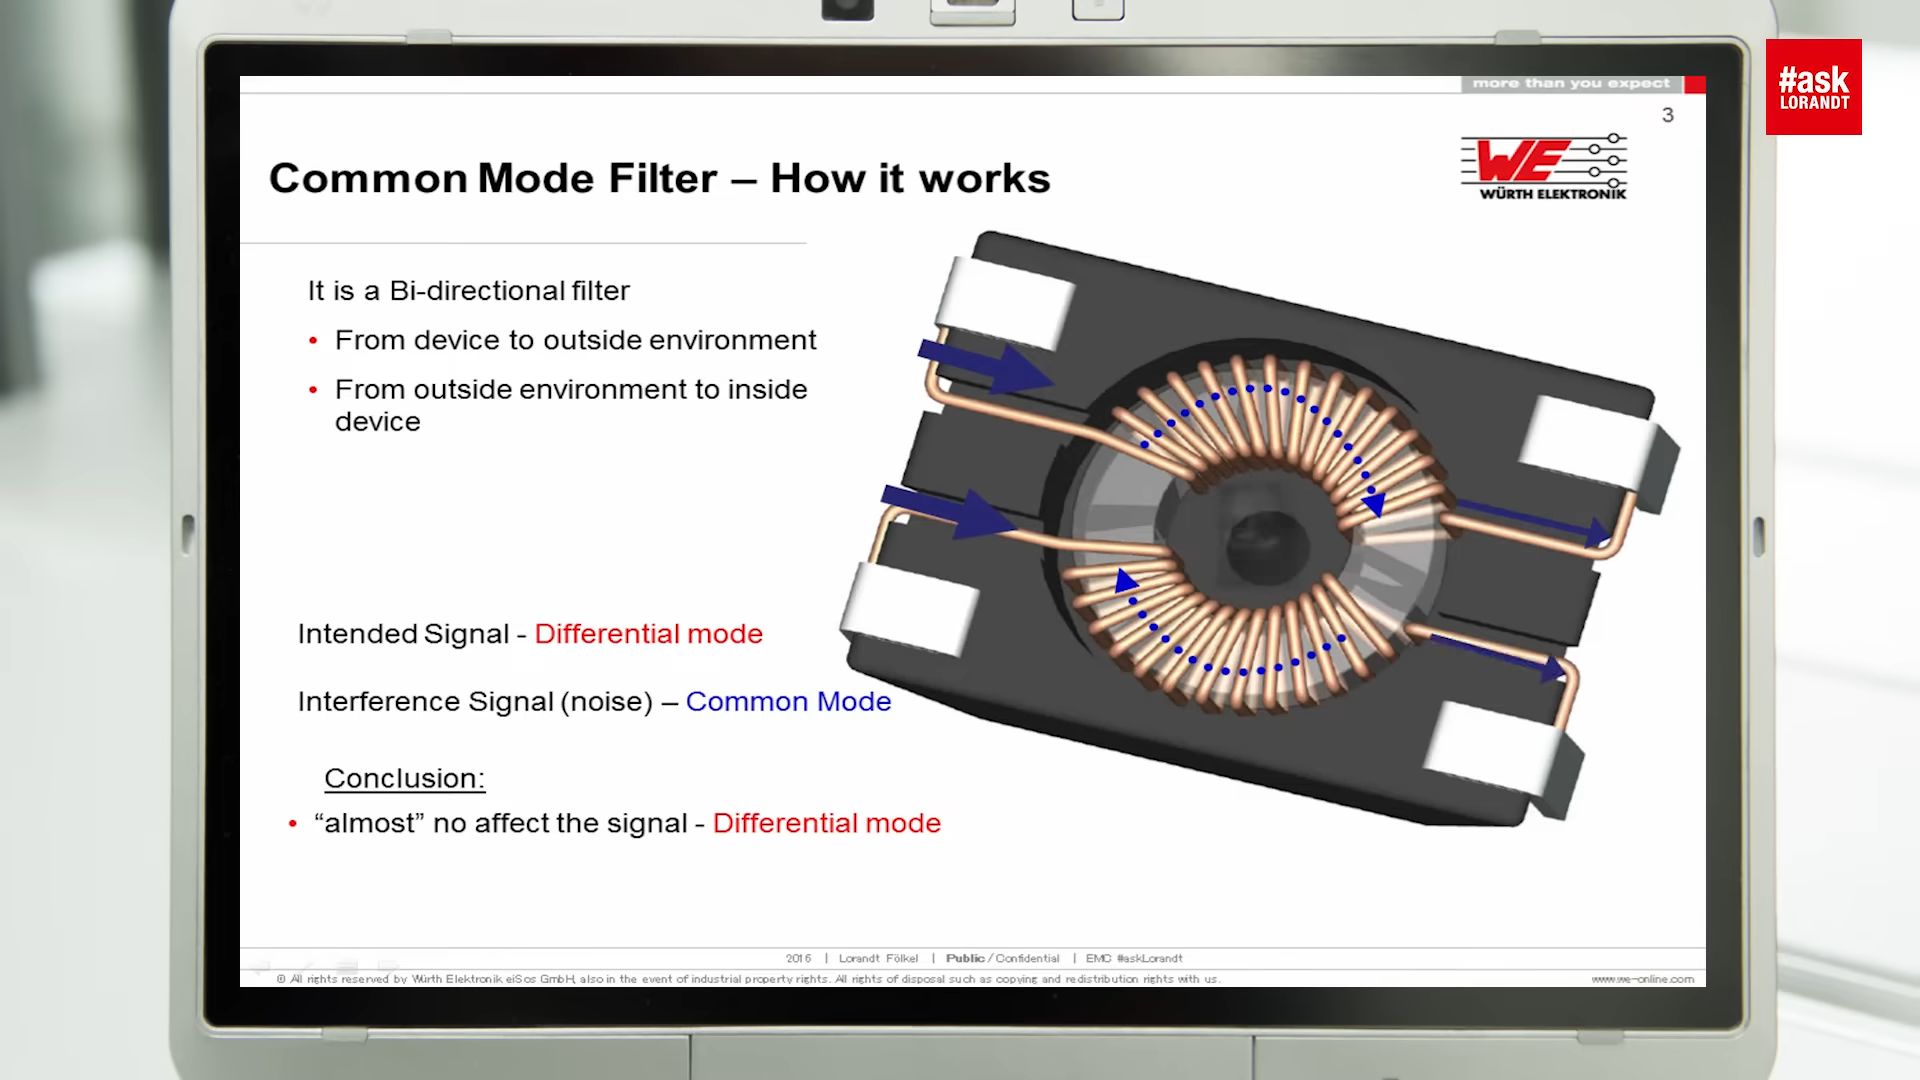 #ask
LORANDT
more than you expect
3
Common Mode Filter – How it works
WE
WÜRTH ELEKTRONIK
It is a Bi-directional filter
• From device to outside environment
• From outside environment to inside
device
Intended Signal - Differential mode
Interference Signal (noise) – Common Mode
Conclusion:
• “almost” no affect the signal - Differential mode
2016 | Lorandt Fölkel | Public / Confidential | EMC #askLorandt
© All rights reserved by Würth Elektronik eiSos GmbH, also in the event of industrial property rights. All rights of disposal such as copying and redistribution rights with us.
www.we-online.com